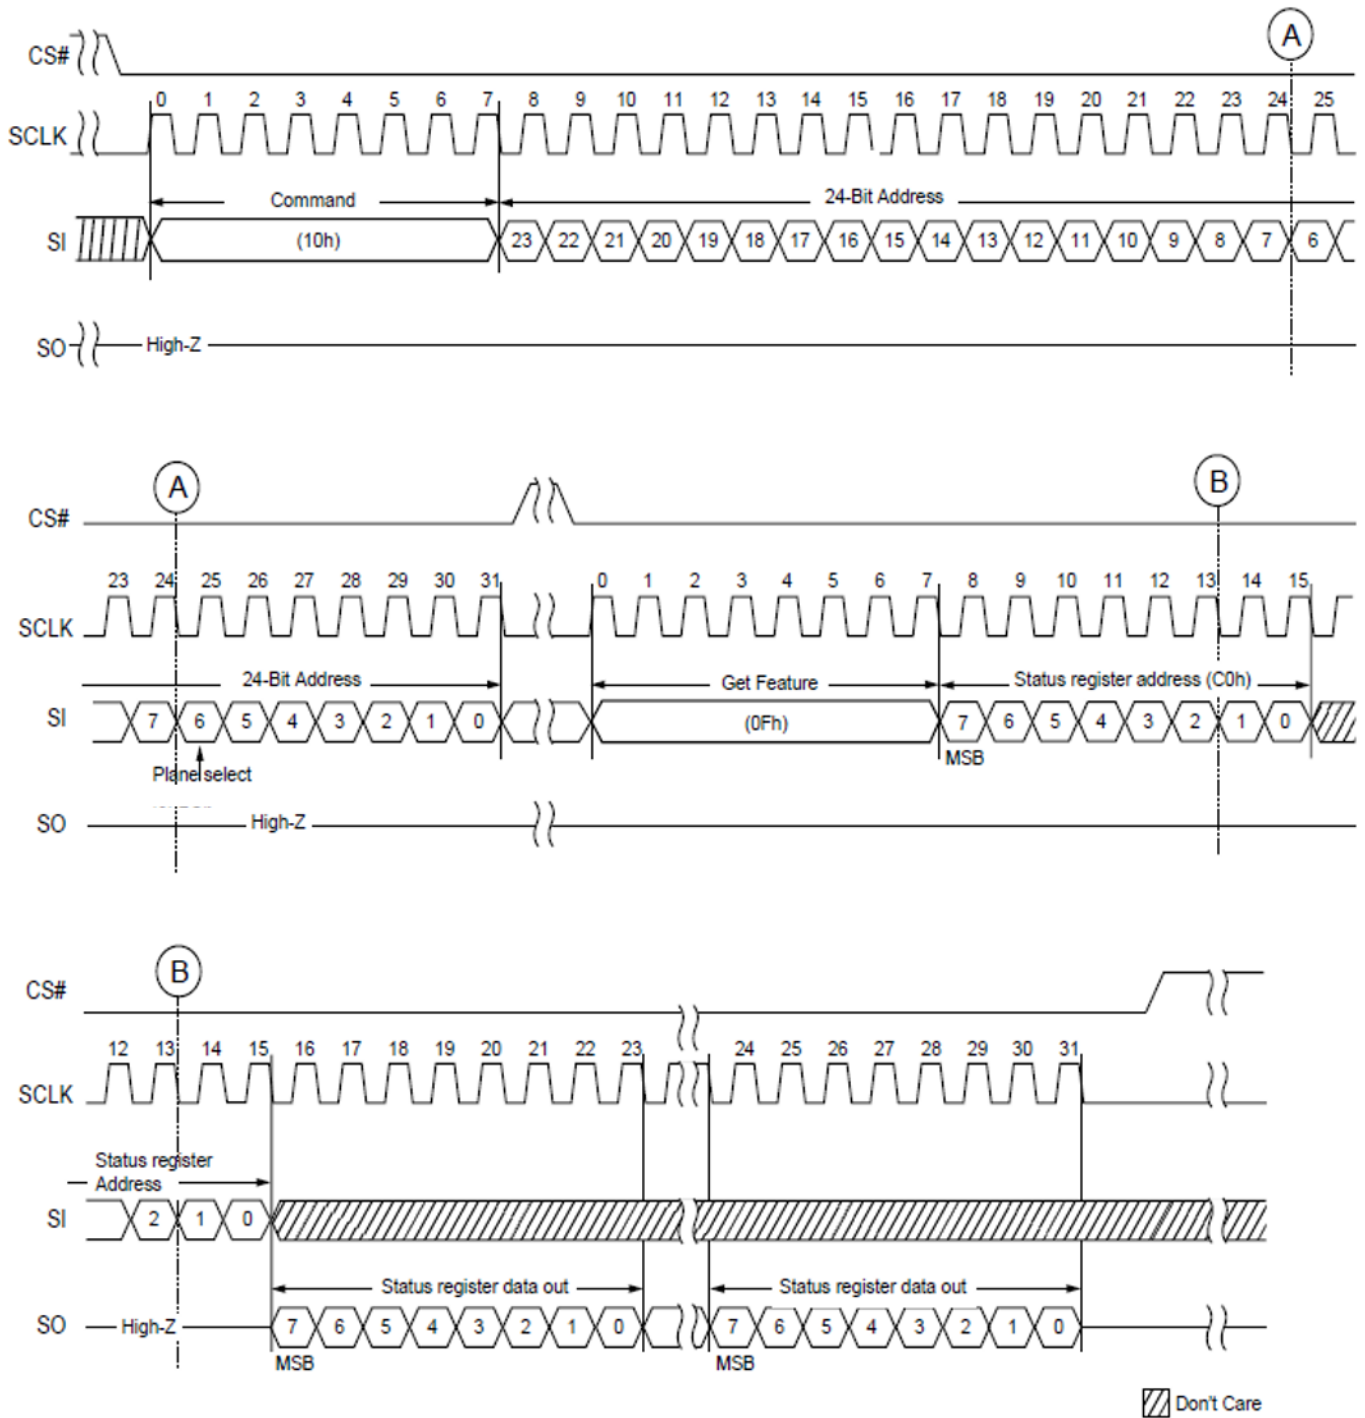 A
CS#
0 1 2 3 4 5 6 7 8 9 10 11 12 13 14 15 16 17 18 19 20 21 22 23 24 25
SCLK
Command 24-Bit Address
SI (10h) 23 22 21 20 19 18 17 16 15 14 13 12 11 10 9 8 7 6
SO High-Z
A B
CS#
23 24 25 26 27 28 29 30 31 0 1 2 3 4 5 6 7 8 9 10 11 12 13 14 15
SCLK
24-Bit Address Get Feature Status register address (C0h)
SI 7 6 5 4 3 2 1 0 (0Fh) 7 6 5 4 3 2 1 0
MSB
Plane select
SO High-Z
B
CS#
12 13 14 15 16 17 18 19 20 21 22 23 24 25 26 27 28 29 30 31
SCLK
Status register
Address
SI 2 1 0
Status register data out Status register data out
SO High-Z 7 6 5 4 3 2 1 0 7 6 5 4 3 2 1 0
MSB MSB
Don't Care